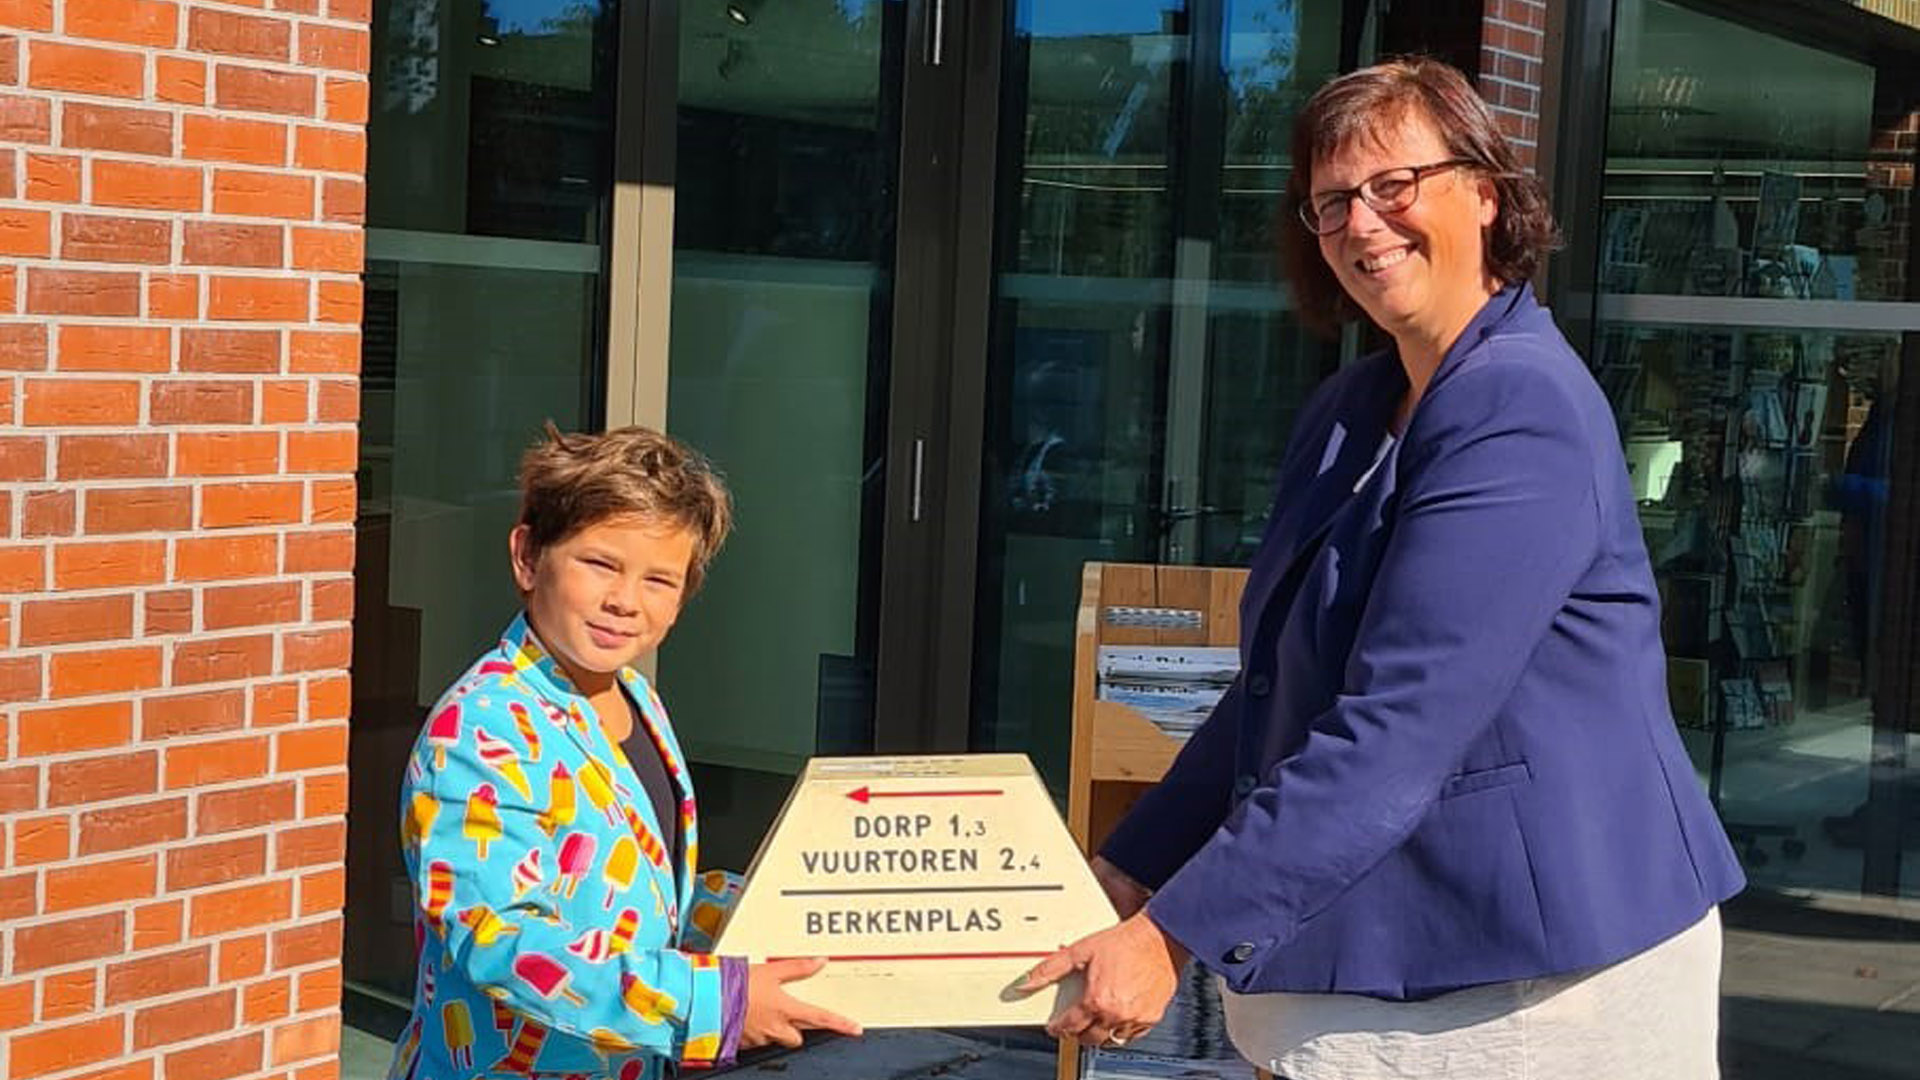 DORP 1,3
VUURTOREN 2,4
BERKENPLAS -